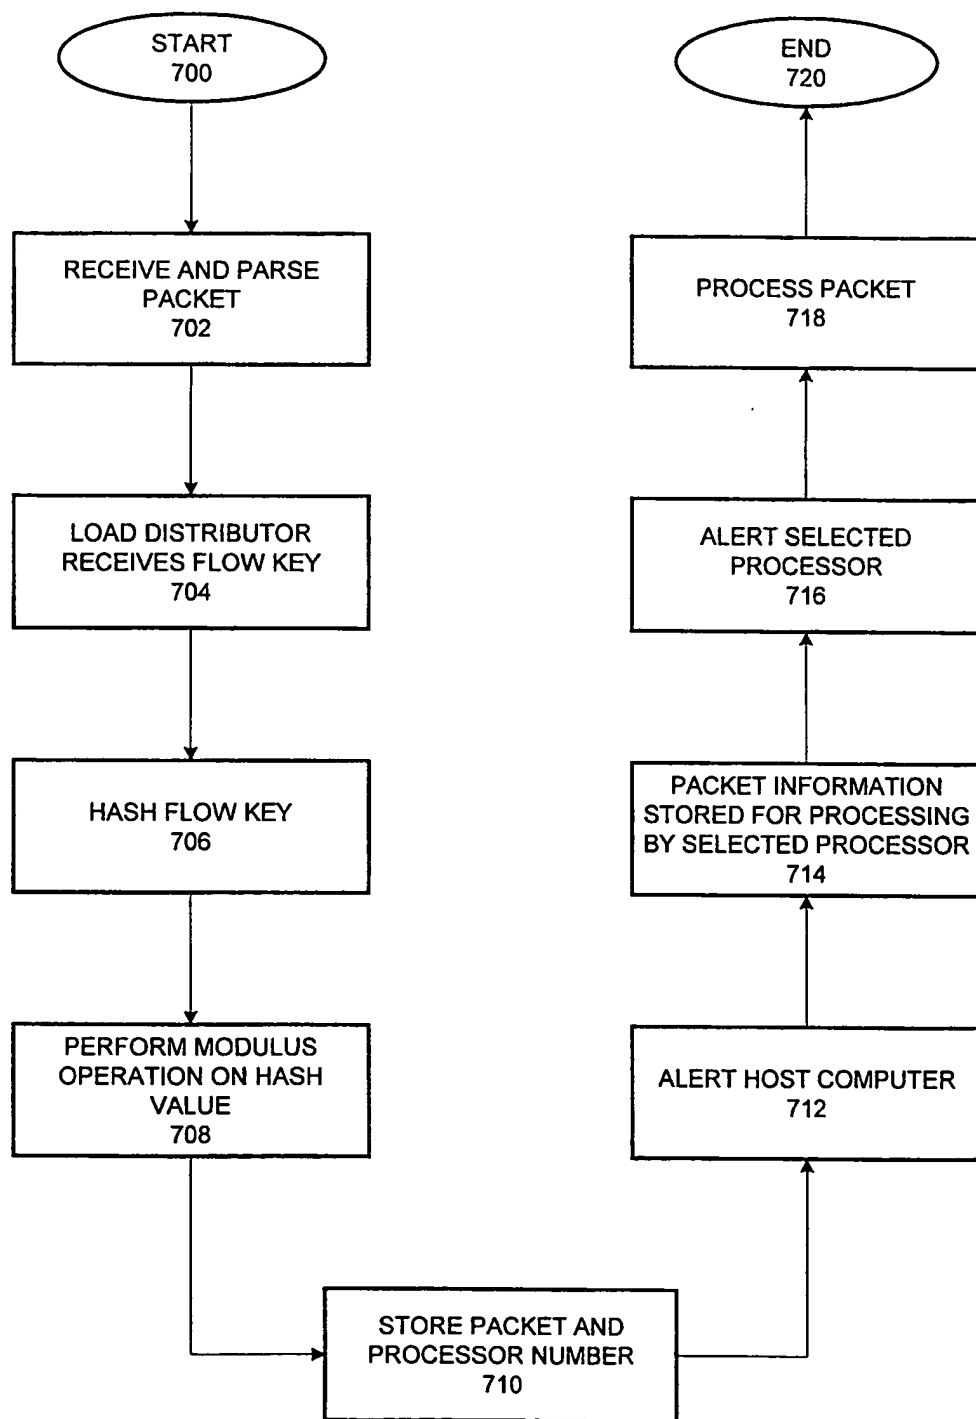 START
700
RECEIVE AND PARSE
PACKET
702
LOAD DISTRIBUTOR
RECEIVES FLOW KEY
704
HASH FLOW KEY
706
PERFORM MODULUS
OPERATION ON HASH
VALUE
708
STORE PACKET AND
PROCESSOR NUMBER
710
ALERT HOST COMPUTER
712
PACKET INFORMATION
STORED FOR PROCESSING
BY SELECTED PROCESSOR
714
ALERT SELECTED
PROCESSOR
716
PROCESS PACKET
718
END
720